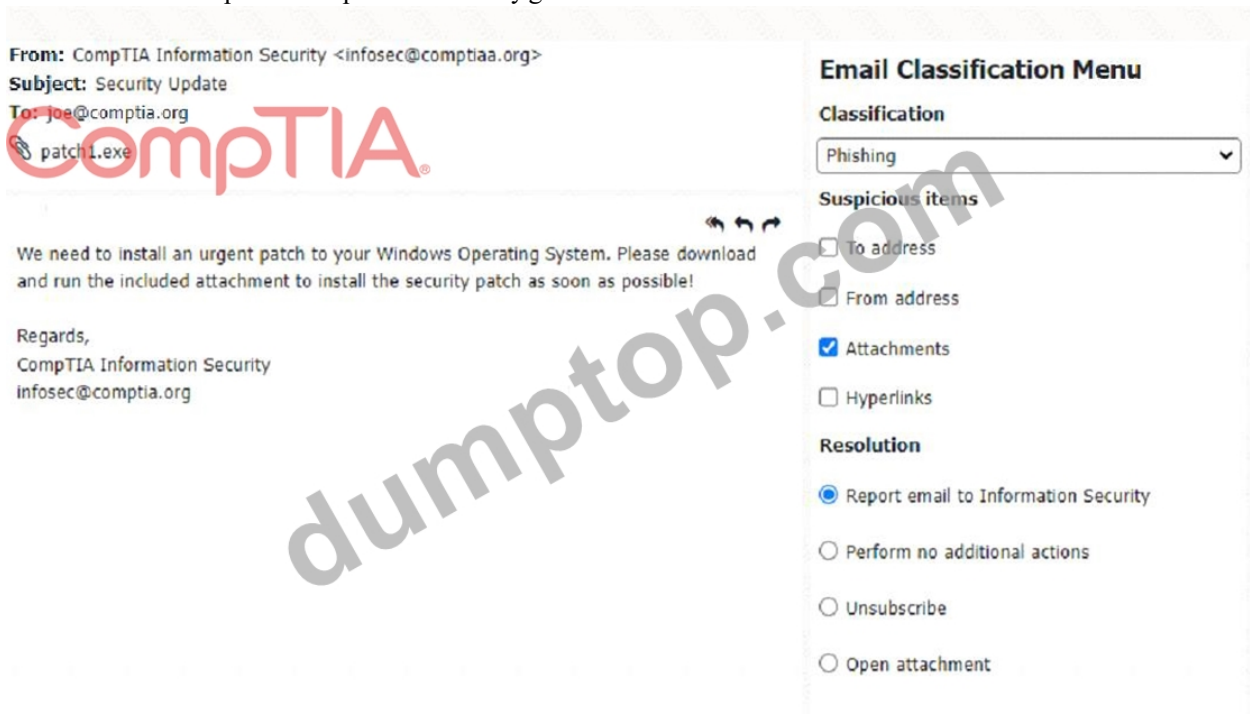 From: CompTIA Information Security <infosec@comptiaa.org>
Subject: Security Update
To: joe@comptia.org
CompTIA®
patch1.exe
We need to install an urgent patch to your Windows Operating System. Please download
and run the included attachment to install the security patch as soon as possible!
Regards,
CompTIA Information Security
infosec@comptia.org
Email Classification Menu
Classification
Phishing
Suspicious items
To address
From address
Attachments
Hyperlinks
Resolution
Report email to Information Security
Perform no additional actions
Unsubscribe
Open attachment
dumptop.com